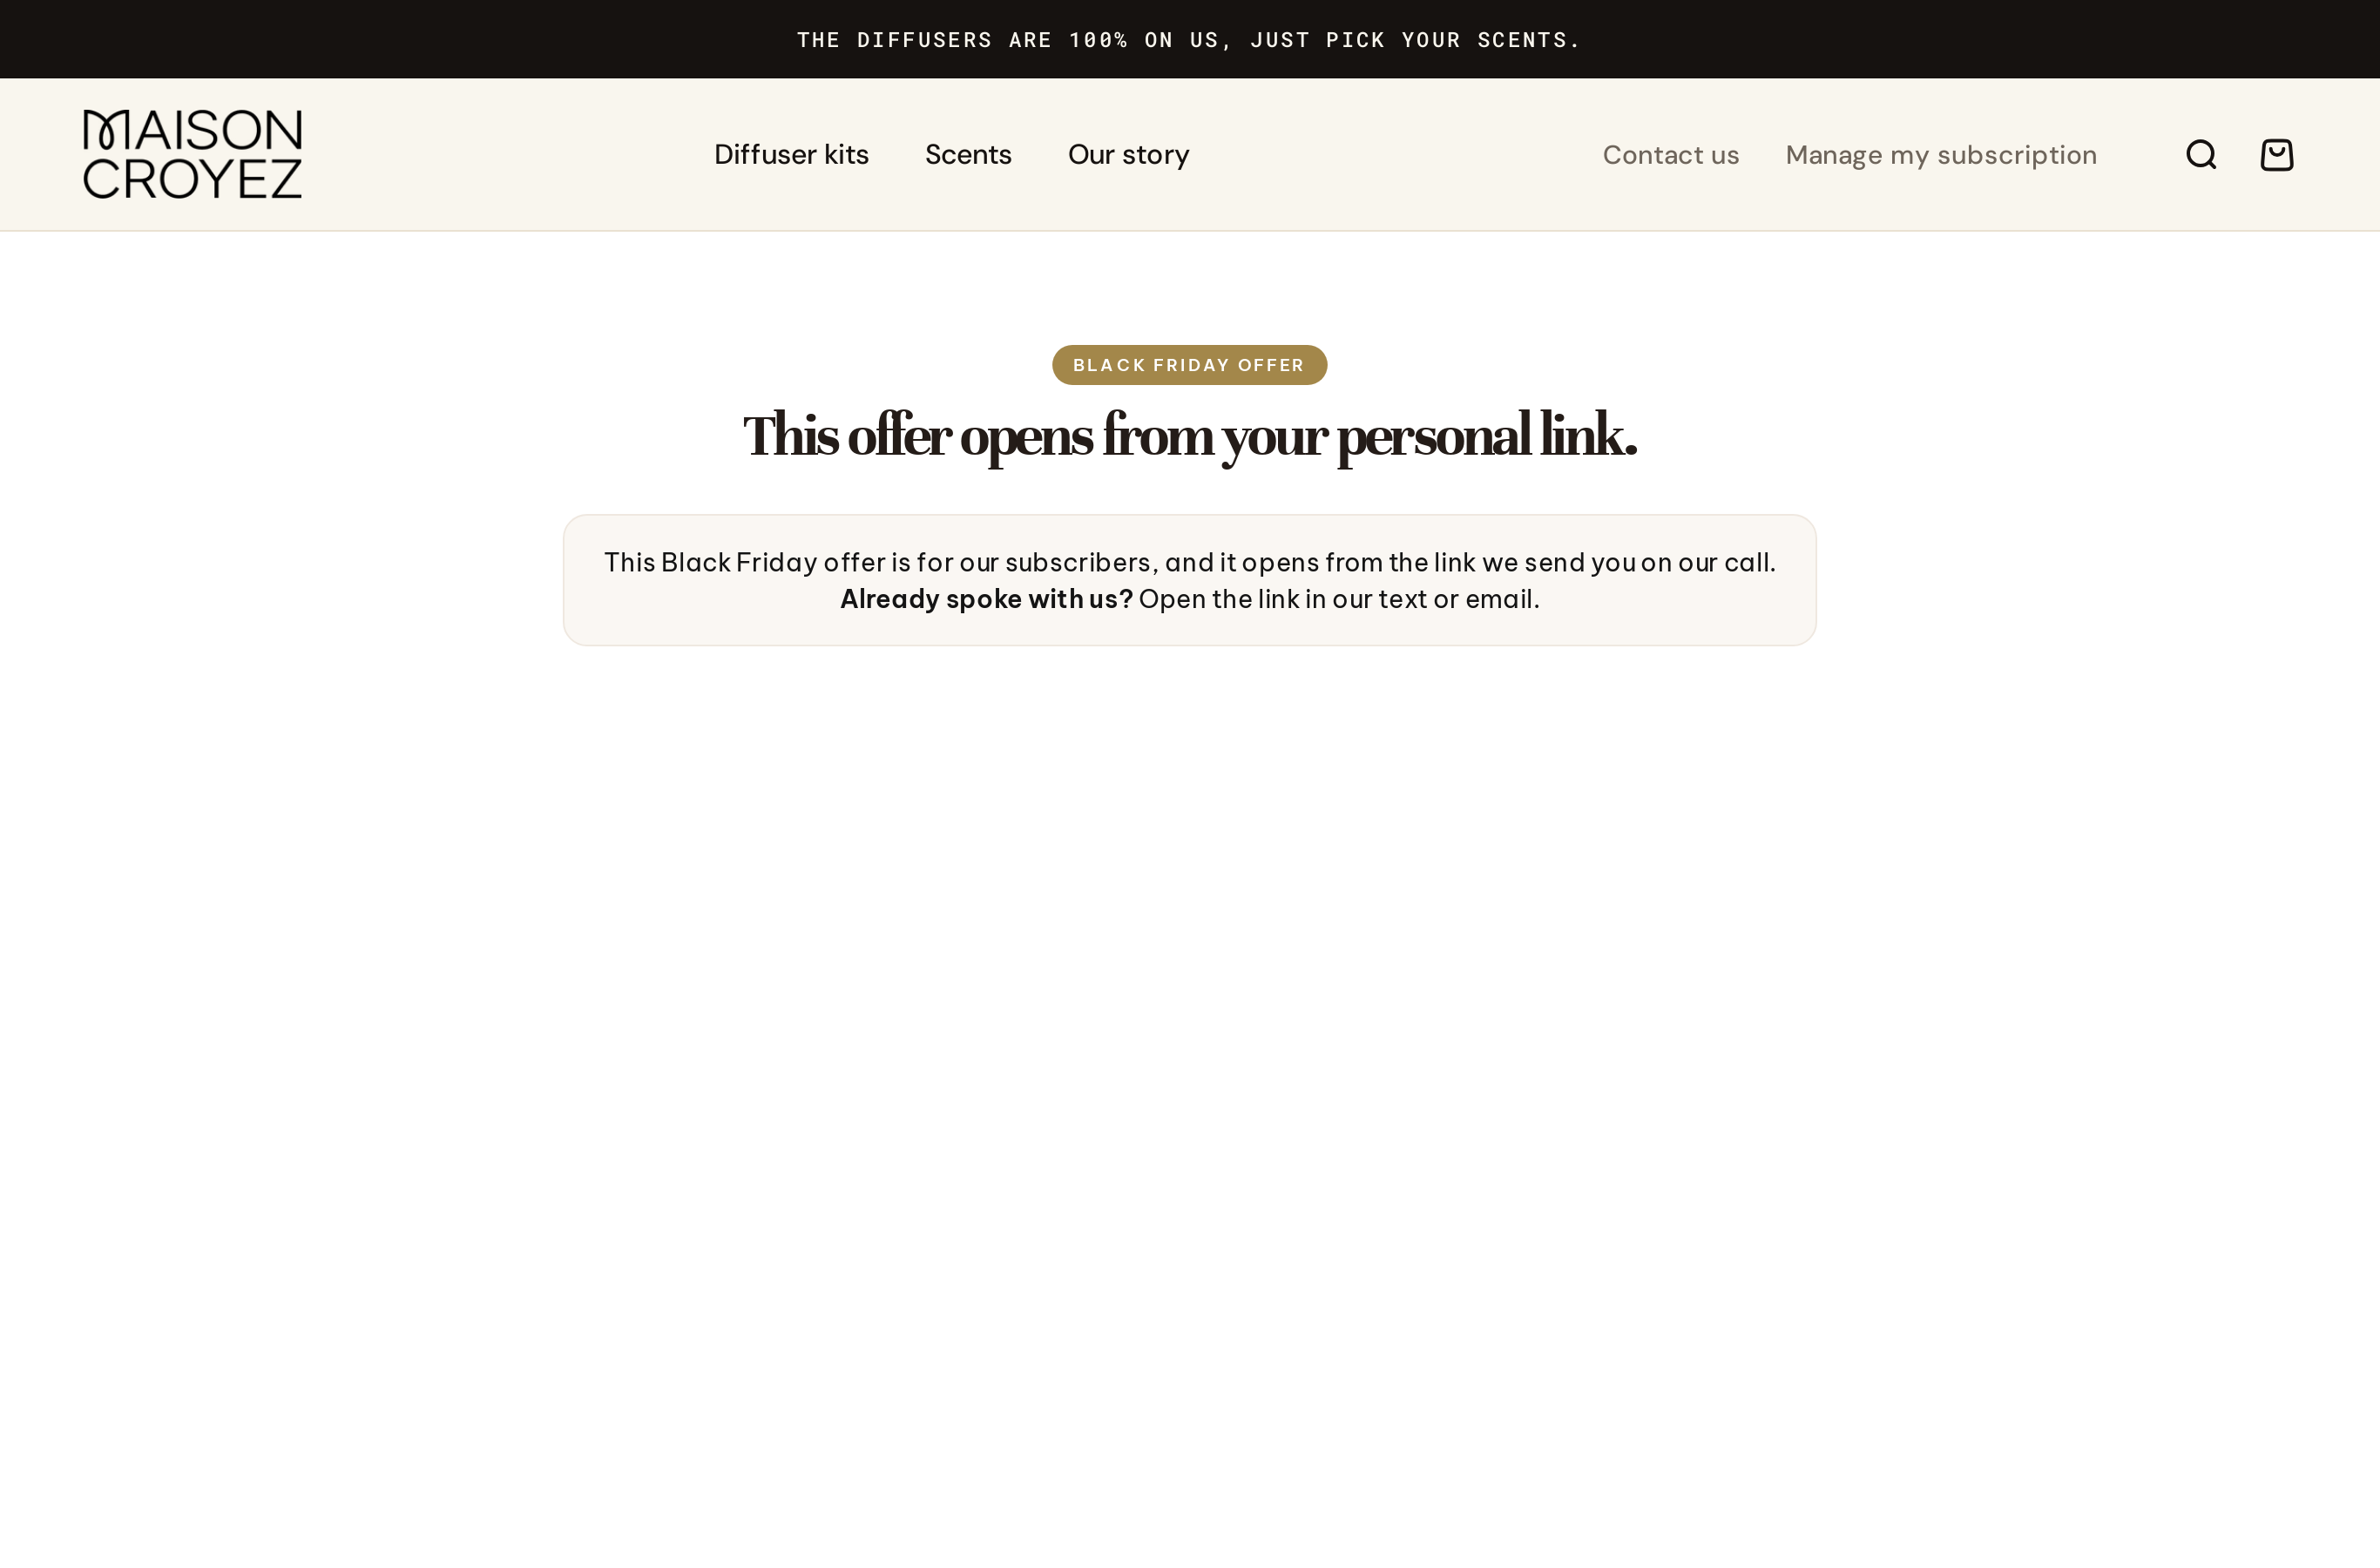 THE DIFFUSERS ARE 100% ON US, JUST PICK YOUR SCENTS.
MAISON
CROYEZ
Diffuser kits
Scents
Our story
Contact us
Manage my subscription
BLACK FRIDAY OFFER
This offer opens from your personal link.
This Black Friday offer is for our subscribers, and it opens from the link we send you on our call.
Already spoke with us? Open the link in our text or email.